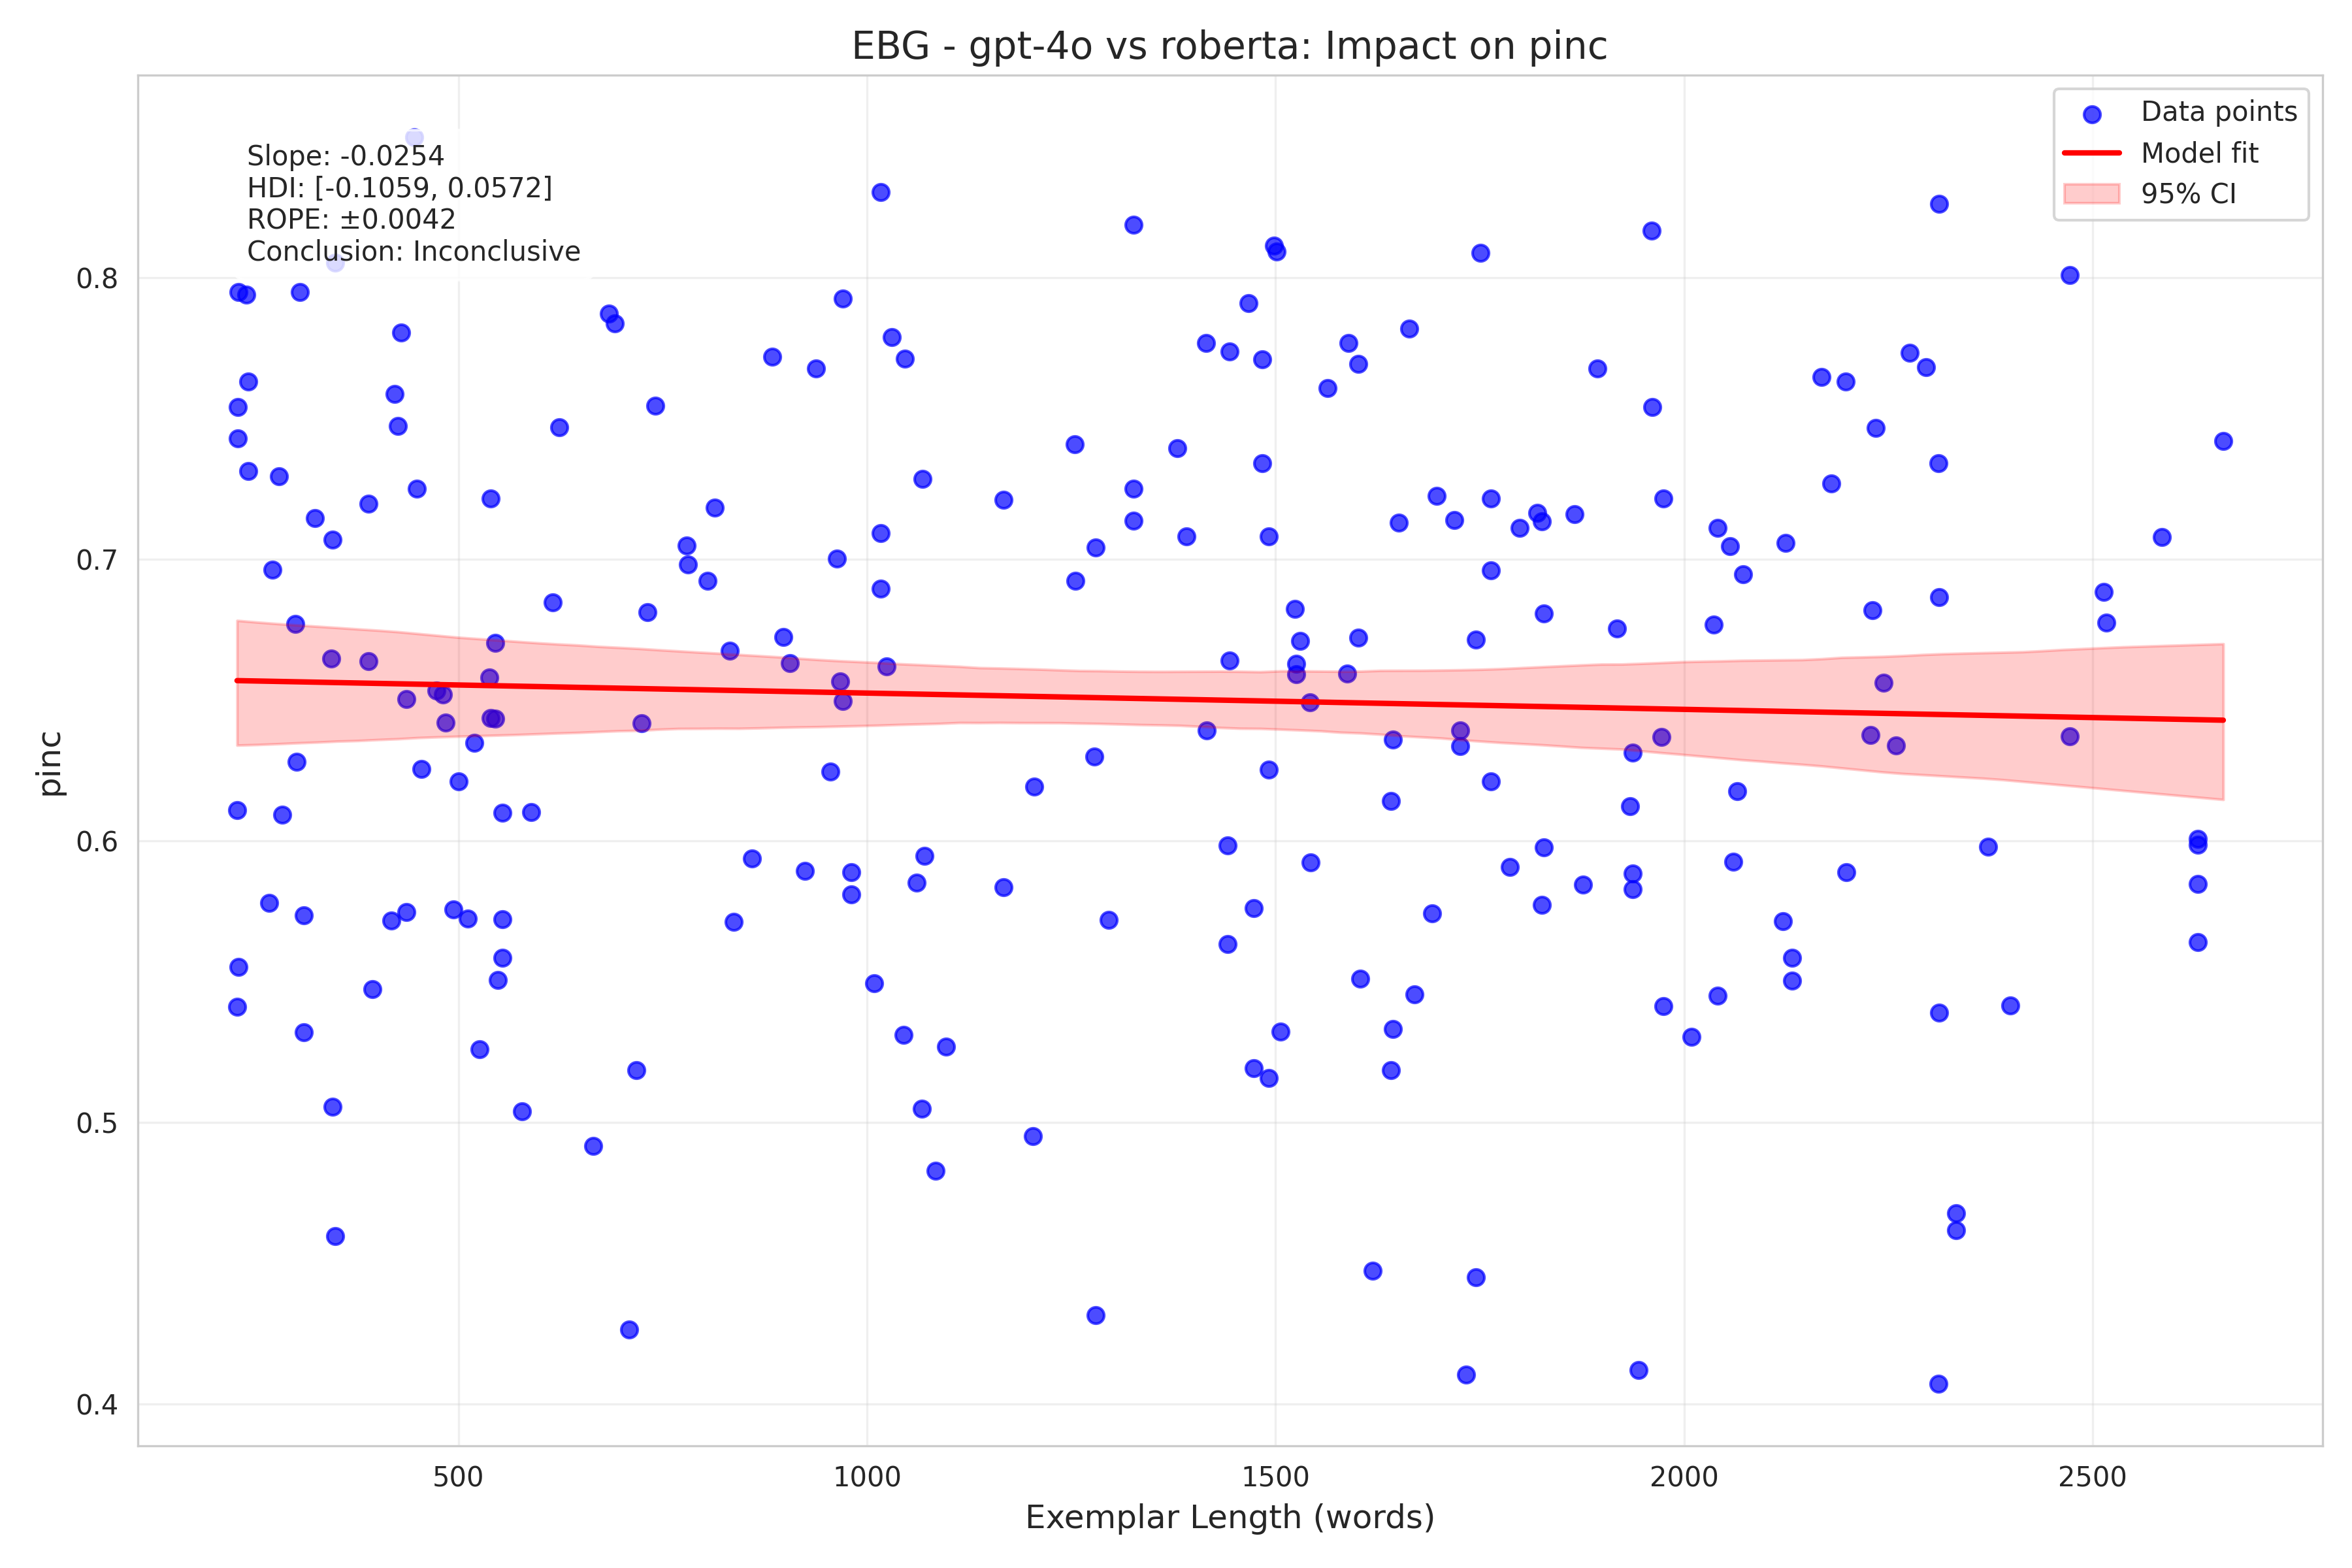 EBG - gpt-4o vs roberta: Impact on pinc
Data points
Model fit
95% CI
Slope: -0.0254
HDI: [-0.1059, 0.0572]
ROPE: ±0.0042
Conclusion: Inconclusive
pinc
0.8
0.7
0.6
0.5
0.4
500 1000 1500 2000 2500
Exemplar Length (words)